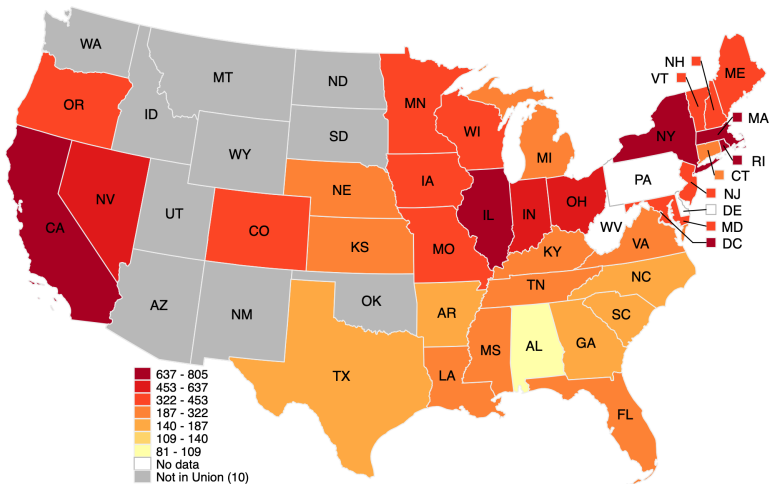 WA
MT
ND
MN
NH
VT
ME
OR
ID
SD
WI
NY
MA
WY
MI
RI
CT
IA
NE
PA
NJ
NV
UT
CO
IL
IN
OH
DE
CA
MD
WV
DC
KS
MO
KY
VA
TN
NC
AZ
NM
OK
AR
SC
MS
AL
GA
TX
LA
FL
637 - 805
453 - 637
322 - 453
187 - 322
140 - 187
109 - 140
81 - 109
No data
Not in Union (10)